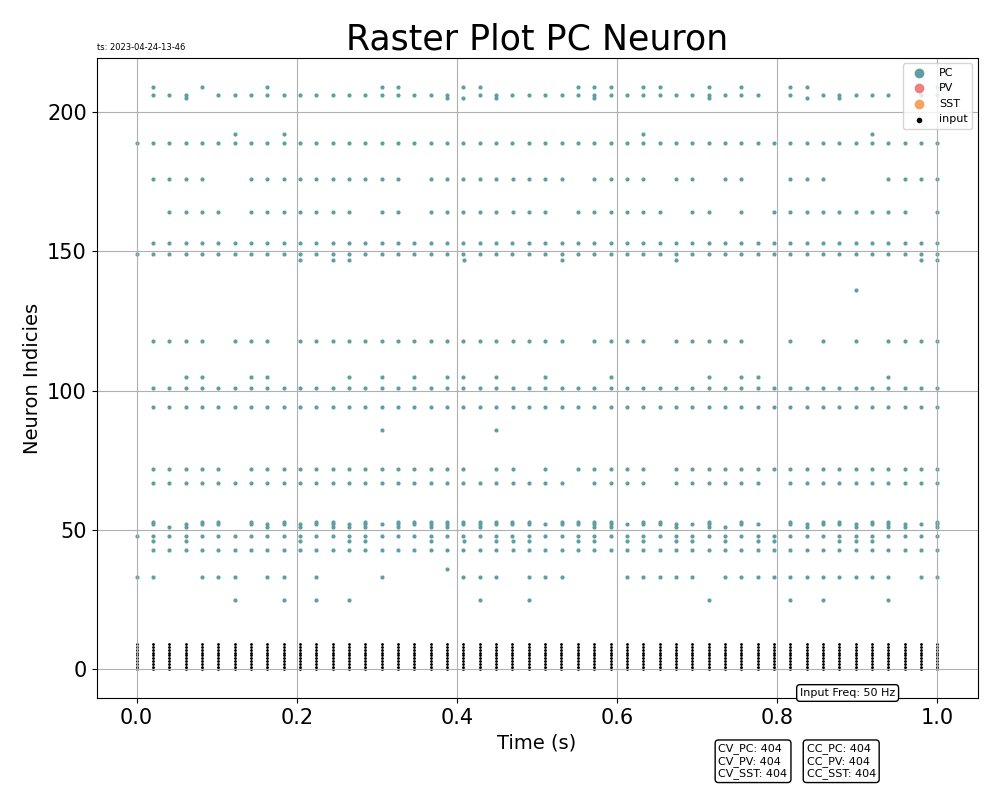 Raster Plot PC Neuron
ts: 2023-04-24-13-46
PC
PV
SST
input
200
150
100
50
0
Neuron Indicies
0.0 0.2 0.4 0.6 0.8 1.0
Time (s)
Input Freq: 50 Hz
CV_PC: 404
CV_PV: 404
CV_SST: 404
CC_PC: 404
CC_PV: 404
CC_SST: 404